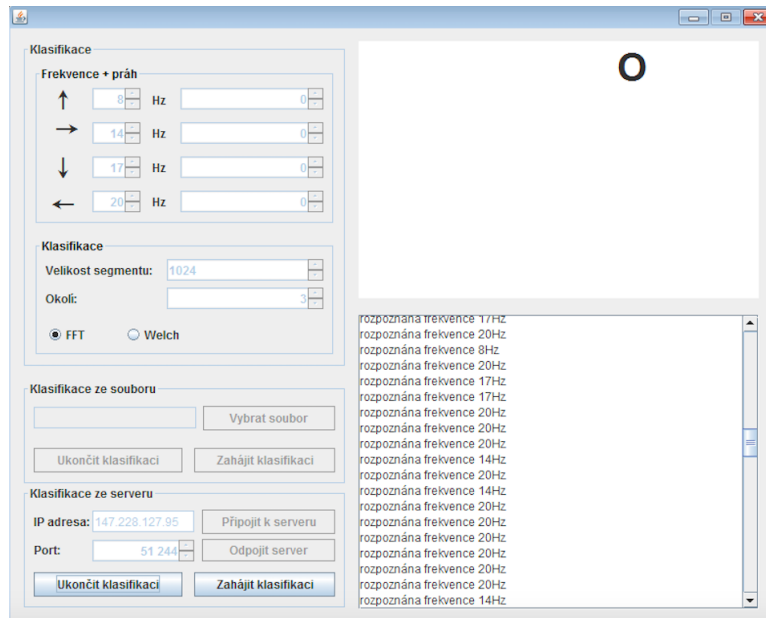 Klasifikace
Frekvence + práh
8 Hz 0
14 Hz 0
17 Hz 0
20 Hz 0
Klasifikace
Velikost segmentu: 1024
Okolí: 3
FFT Welch
Klasifikace ze souboru
Vybrat soubor
Ukončit klasifikaci Zahájit klasifikaci
Klasifikace ze serveru
IP adresa: 147.228.127.95 Připojit k serveru
Port: 51 244 Odpojit server
Ukončit klasifikaci Zahájit klasifikaci
O
rozpoznána frekvence 17Hz
rozpoznána frekvence 20Hz
rozpoznána frekvence 8Hz
rozpoznána frekvence 20Hz
rozpoznána frekvence 17Hz
rozpoznána frekvence 17Hz
rozpoznána frekvence 20Hz
rozpoznána frekvence 20Hz
rozpoznána frekvence 20Hz
rozpoznána frekvence 14Hz
rozpoznána frekvence 20Hz
rozpoznána frekvence 14Hz
rozpoznána frekvence 20Hz
rozpoznána frekvence 20Hz
rozpoznána frekvence 20Hz
rozpoznána frekvence 20Hz
rozpoznána frekvence 20Hz
rozpoznána frekvence 20Hz
rozpoznána frekvence 14Hz